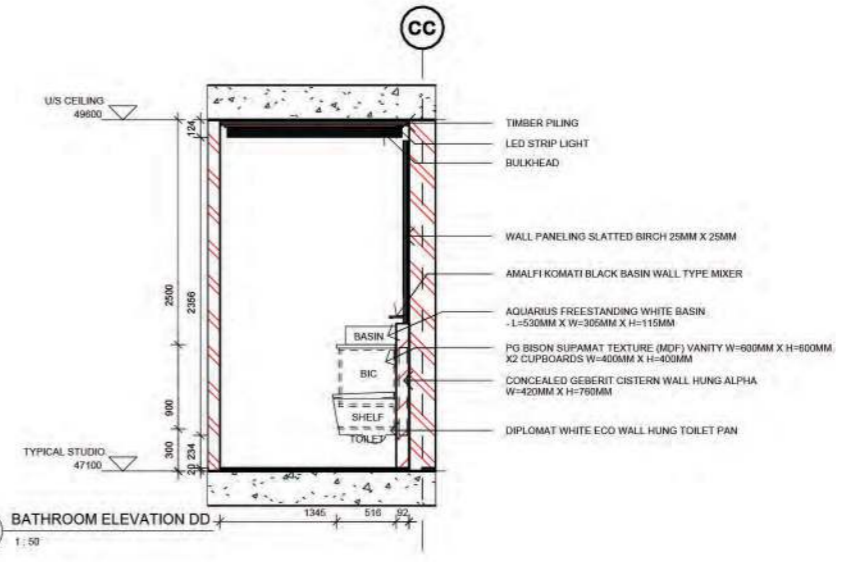 CC
U/S CEILING
49600
124
TIMBER PILING
LED STRIP LIGHT
BULKHEAD
WALL PANELING SLATTED BIRCH 25MM X 25MM
2500
2356
AMALFI KOMATI BLACK BASIN WALL TYPE MIXER
AQUARIUS FREESTANDING WHITE BASIN
- L=530MM X W=305MM X H=115MM
BASIN
PG BISON SUPAMAT TEXTURE (MDF) VANITY W=600MM X H=600MM
X2 CUPBOARDS W=400MM X H=400MM
BIC
CONCEALED GEBERIT CISTERN WALL HUNG ALPHA
W=420MM X H=760MM
900
SHELF
DIPLOMAT WHITE ECO WALL HUNG TOILET PAN
TOILET
TYPICAL STUDIO
47100
300
234
20
1345
516
92
BATHROOM ELEVATION DD
1 : 50